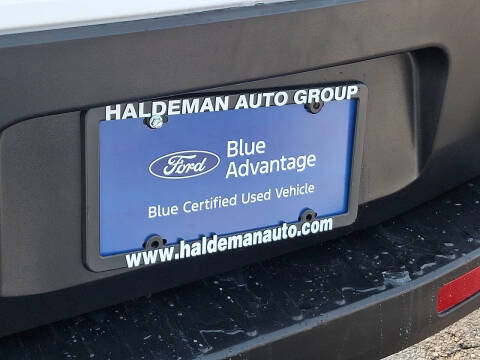 HALDEMAN AUTO GROUP
Ford
Blue
Advantage
Blue Certified Used Vehicle
www.haldemanauto.com